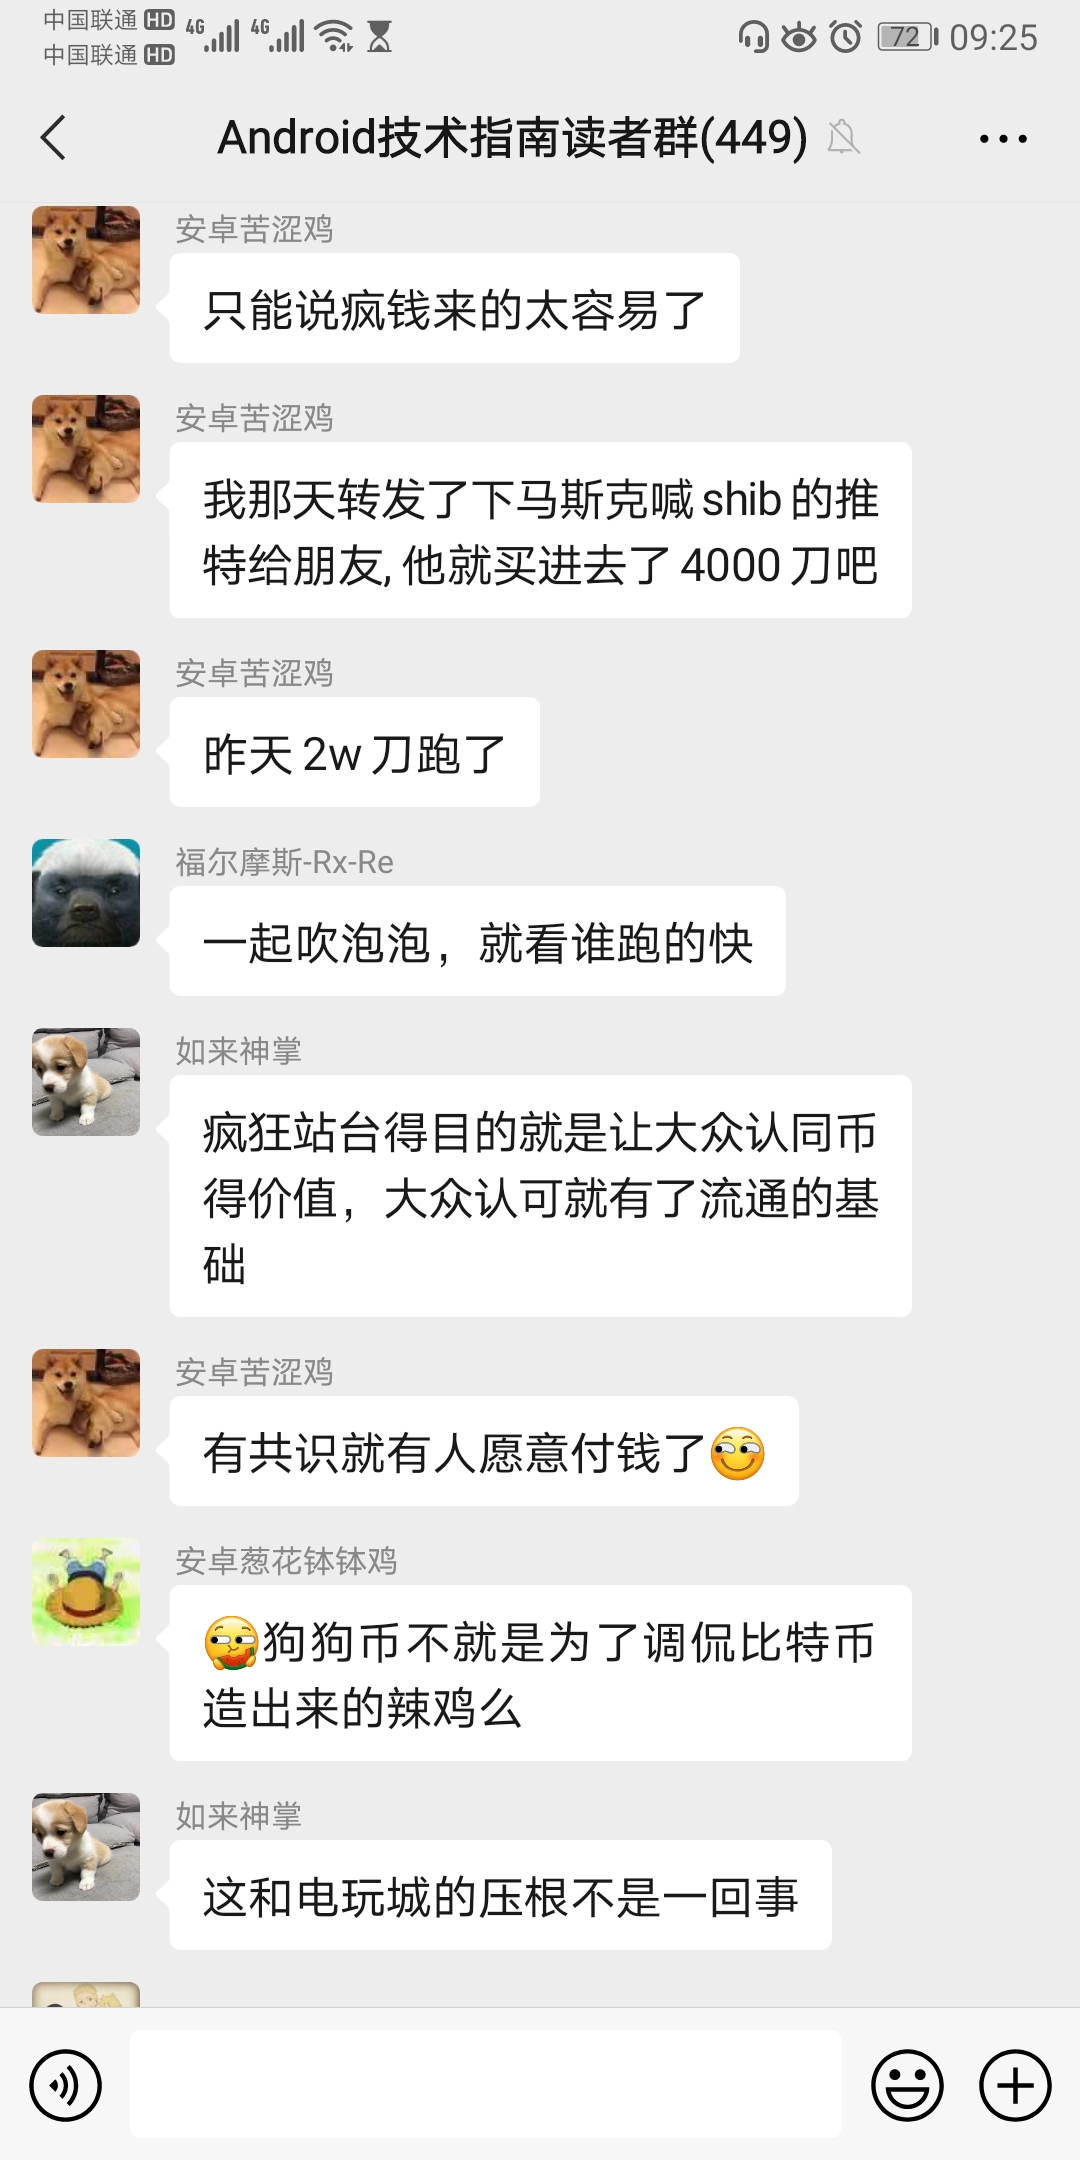 中国联通 HD 4G 4G 72 09:25
中国联通 HD
Android技术指南读者群(449)
安卓苦涩鸡
只能说疯钱来的太容易了
安卓苦涩鸡
我那天转发了下马斯克喊shib的推
特给朋友, 他就买进去了4000刀吧
安卓苦涩鸡
昨天2w刀跑了
福尔摩斯-Rx-Re
一起吹泡泡，就看谁跑的快
如来神掌
疯狂站台得目的就是让大众认同币
得价值，大众认可就有了流通的基
础
安卓苦涩鸡
有共识就有人愿意付钱了
安卓葱花钵钵鸡
狗狗币不就是为了调侃比特币
造出来的辣鸡么
如来神掌
这和电玩城的压根不是一回事